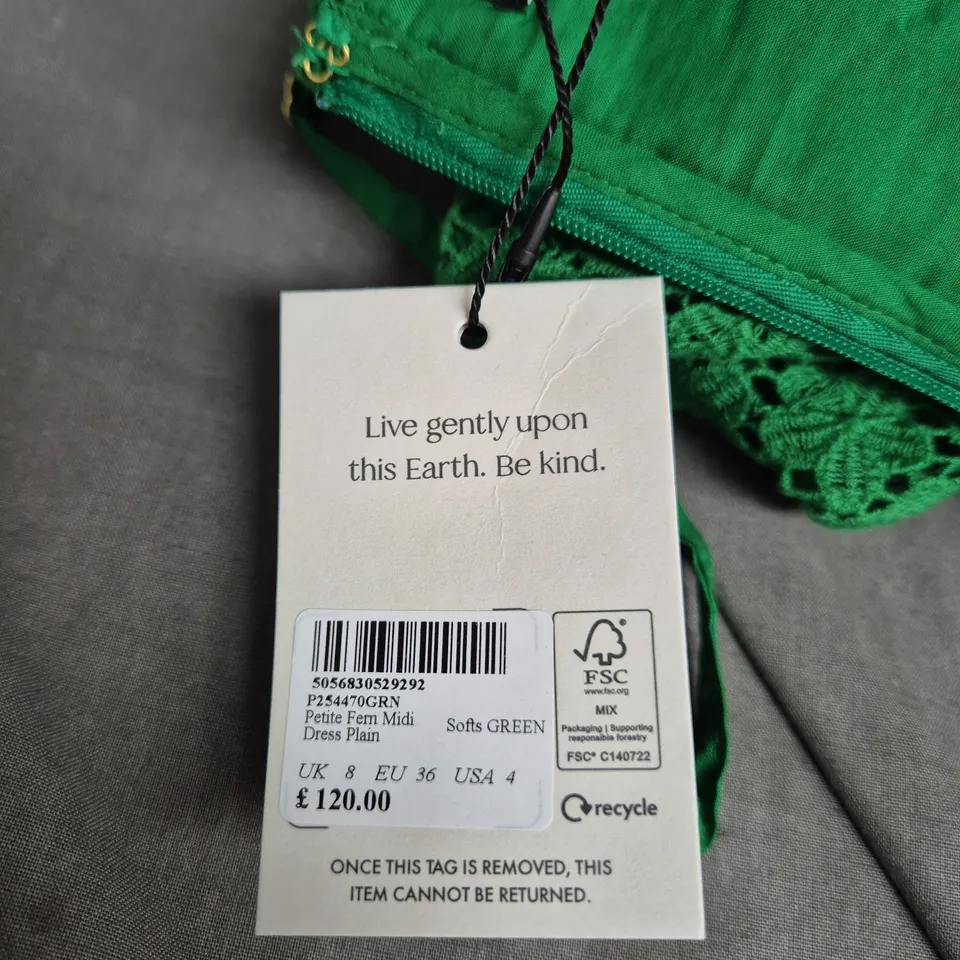 Live gently upon
this Earth. Be kind.
5056830529292
P254470GRN
Petite Fern Midi
Dress Plain
Softs GREEN
UK 8 EU 36 USA 4
£120.00
FSC
www.fsc.org
MIX
Packaging | Supporting
responsible forestry
FSC® C140722
recycle
ONCE THIS TAG IS REMOVED, THIS
ITEM CANNOT BE RETURNED.